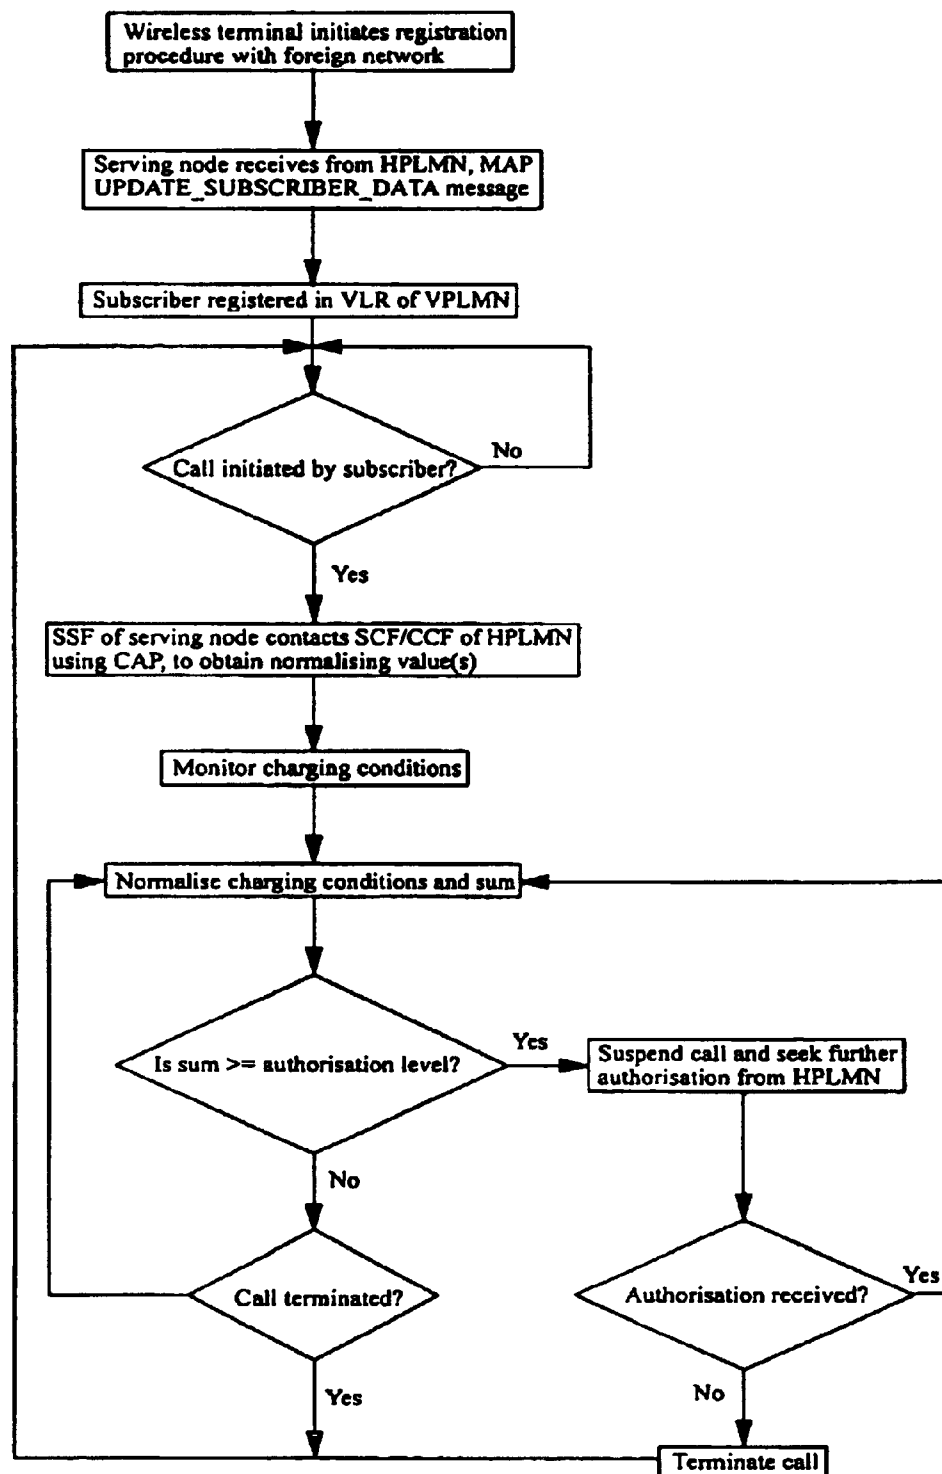 Wireless terminal initiates registration
procedure with foreign network
Serving node receives from HPLMN, MAP
UPDATE_SUBSCRIBER_DATA message
Subscriber registered in VLR of VPLMN
Call initiated by subscriber?
No
Yes
SSF of serving node contacts SCF/CCF of HPLMN
using CAP, to obtain normalising value(s)
Monitor charging conditions
Normalise charging conditions and sum
Is sum >= authorisation level?
Yes
Suspend call and seek further
authorisation from HPLMN
No
Call terminated?
Authorisation received?
Yes
Yes
No
Terminate call